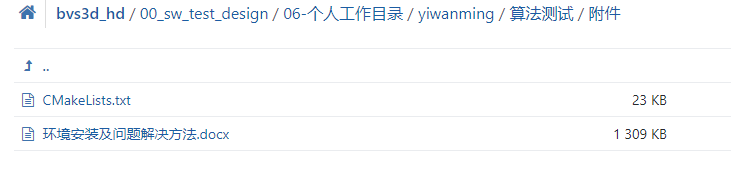 bvs3d_hd / 00_sw_test_design / 06-个人工作目录 / yiwanming / 算法测试 / 附件
..
CMakeLists.txt 23 KB
环境安装及问题解决方法.docx 1 309 KB